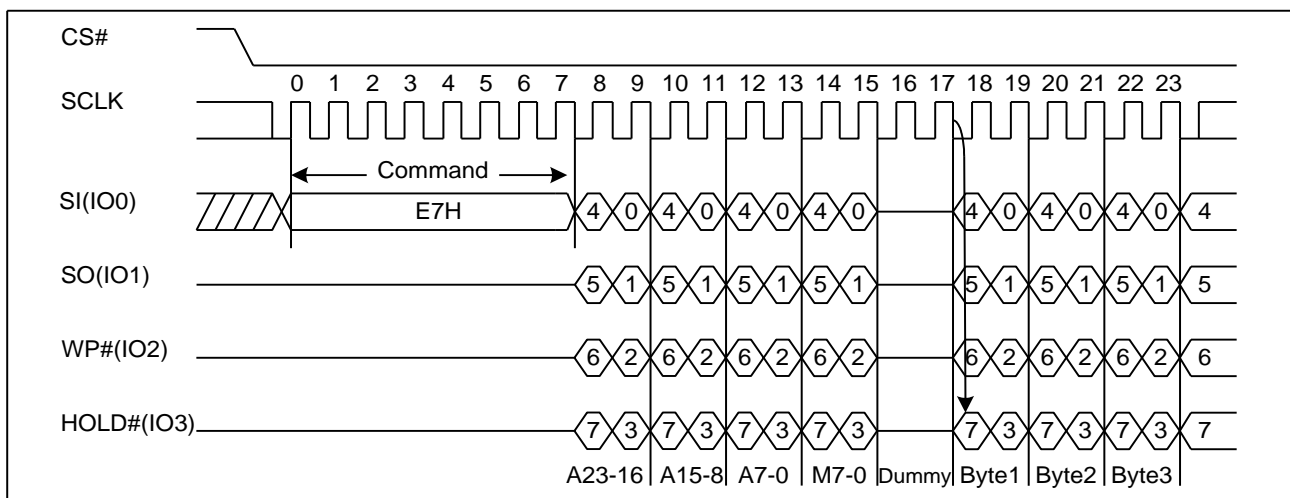 CS#
0 1 2 3 4 5 6 7 8 9 10 11 12 13 14 15 16 17 18 19 20 21 22 23
SCLK
Command
SI(IO0) E7H 4 0 4 0 4 0 4 0 4 0 4 0 4 0 4
SO(IO1) 5 1 5 1 5 1 5 1 5 1 5 1 5 1 5
WP#(IO2) 6 2 6 2 6 2 6 2 6 2 6 2 6 2 6
HOLD#(IO3) 7 3 7 3 7 3 7 3 7 3 7 3 7 3 7
A23-16 A15-8 A7-0 M7-0 Dummy Byte1 Byte2 Byte3